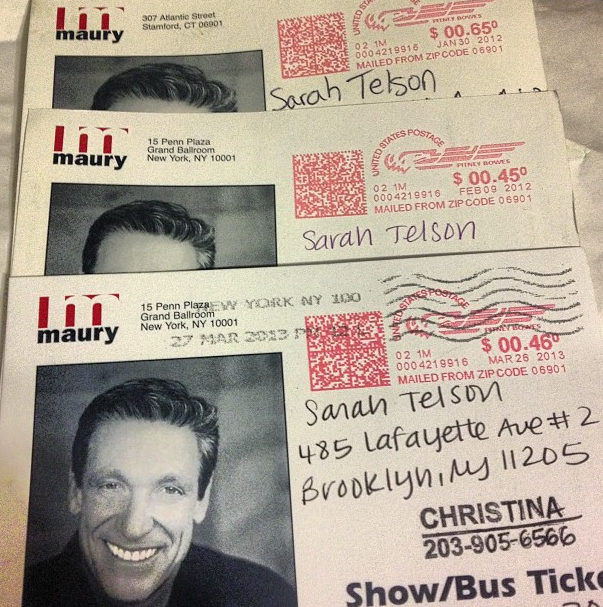 maury
307 Atlantic Street
Stamford, CT 06901
UNITED STATES POSTAGE
PITNEY BOWES
02 1M $ 00.65⁰
0004219916 JAN 30 2012
MAILED FROM ZIP CODE 06901
Sarah Telson
maury
15 Penn Plaza
Grand Ballroom
New York, NY 10001
UNITED STATES POSTAGE
PITNEY BOWES
02 1M $ 00.45⁰
0004219916 FEB 09 2012
MAILED FROM ZIP CODE 06901
Sarah Telson
maury
15 Penn Plaza
Grand Ballroom
New York, NY 10001
NEW YORK NY 100
27 MAR 2013 PM
UNITED STATES POSTAGE
PITNEY BOWES
02 1M $ 00.46⁰
0004219916 MAR 26 2013
MAILED FROM ZIP CODE 06901
Sarah Telson
485 Lafayette Ave # 2
Brooklyn, NY 11205
CHRISTINA
203-905-6566
Show/Bus Ticke